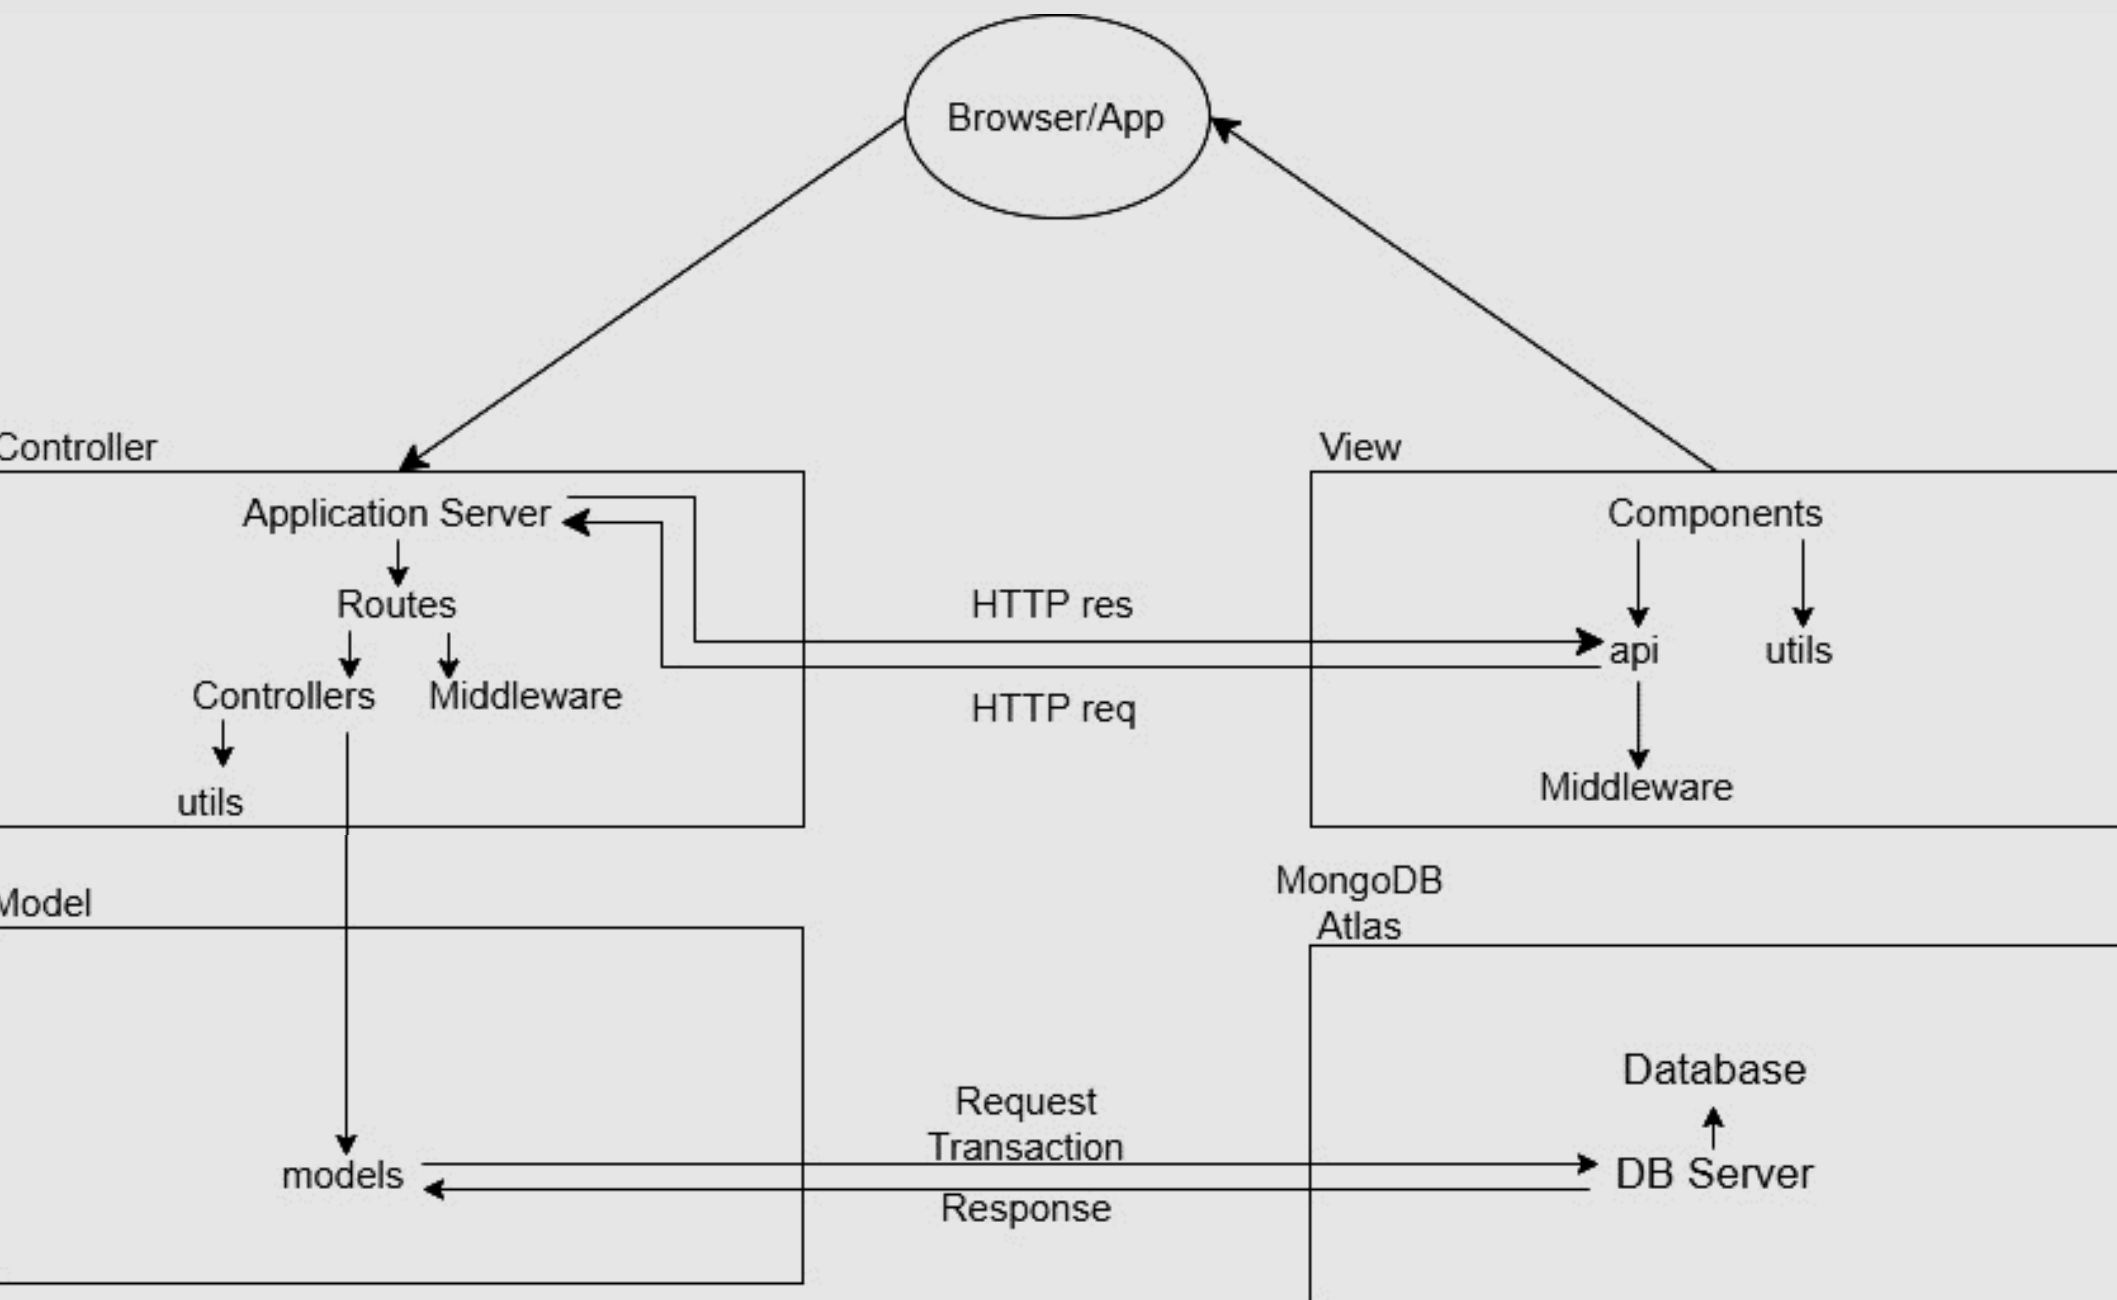 Browser/App
Controller
View
Application Server
Components
Routes
HTTP res
api
utils
Controllers
Middleware
HTTP req
utils
Middleware
MongoDB
Atlas
Model
Database
Request
Transaction
models
DB Server
Response